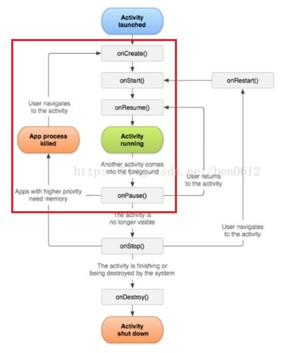 Activity
launched
onCreate()
onStart()
onRestart()
User navigates
to the activity
onResume()
App process
killed
Activity
running
Another activity comes
into the foreground
User returns
to the activity
Apps with higher priority
need memory
onPause()
The activity is
no longer visible
User navigates
to the activity
onStop()
The activity is finishing or
being destroyed by the system
onDestroy()
Activity
shut down